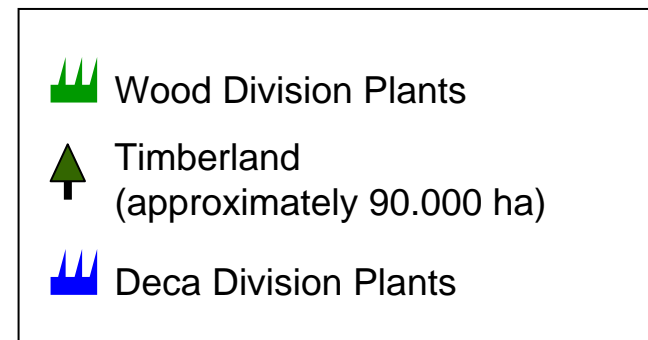 Wood Division Plants
Timberland
(approximately 90.000 ha)
Deca Division Plants